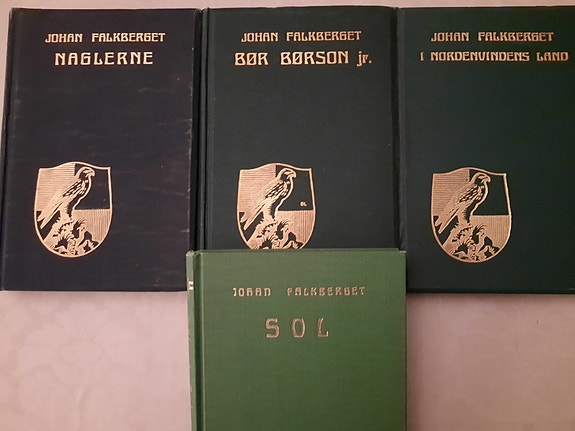 JOHAN FALKBERGET
NAGLERNE
JOHAN FALKBERGET
BØR BØRSON jr.
JOHAN FALKBERGET
I NORDENVINDENS LAND
JOHAN FALKBERGET
SOL